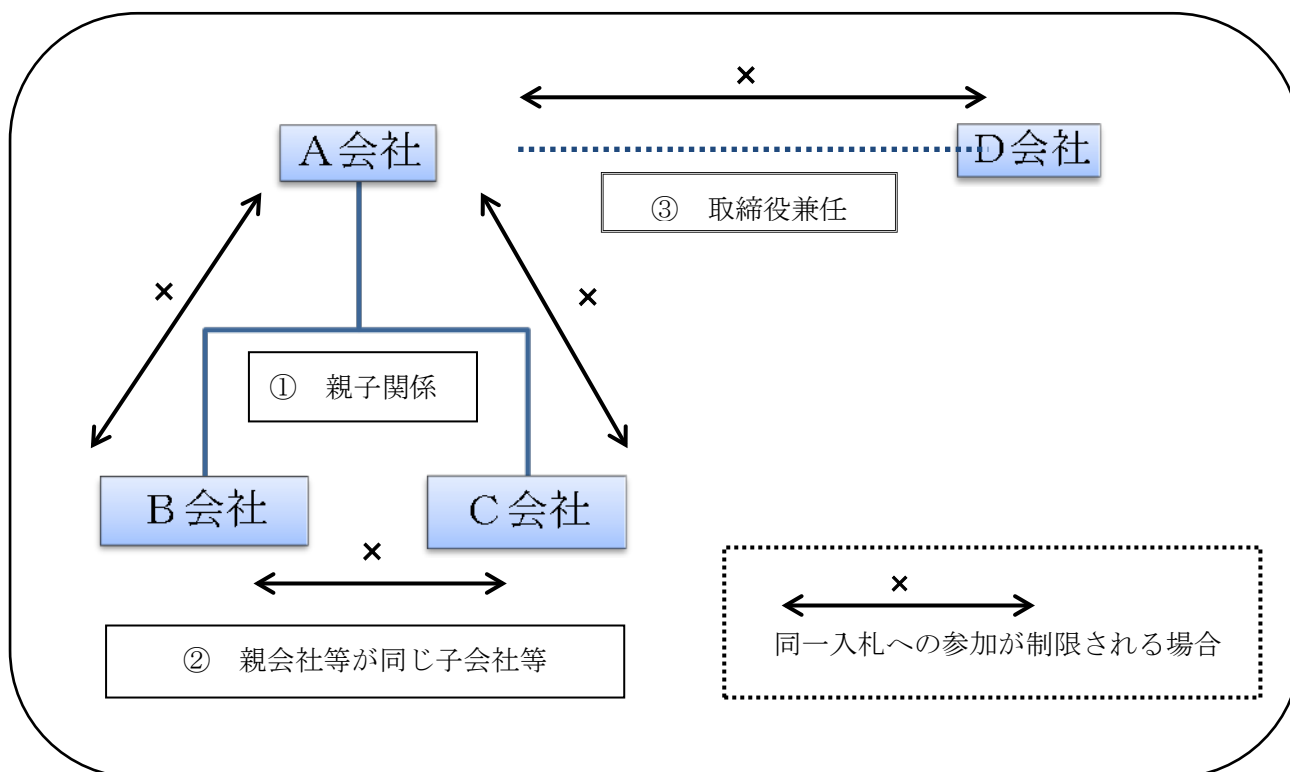 ×
A会社
D会社
③　取締役兼任
×
×
①　親子関係
B会社
C会社
×
②　親会社等が同じ子会社等
×
同一入札への参加が制限される場合